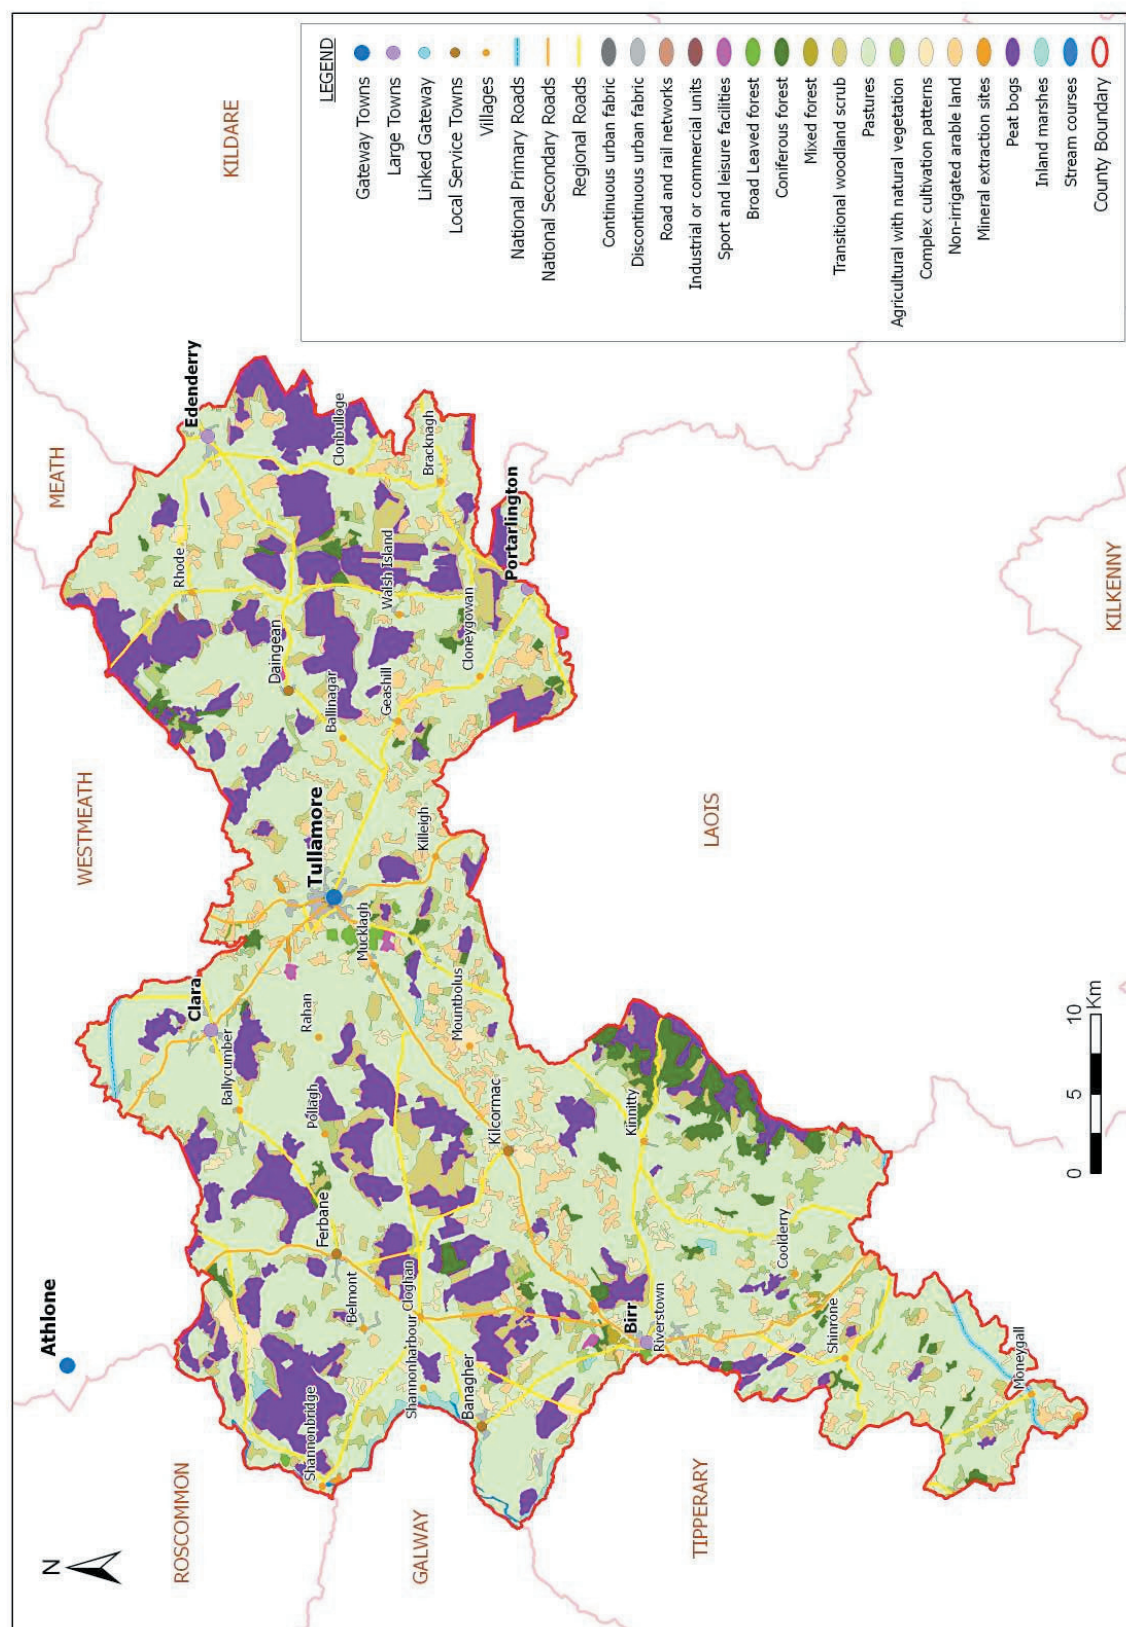 N
Athlone
ROSCOMMON
WESTMEATH
MEATH
KILDARE
GALWAY
TIPPERARY
LAOIS
KILKENNY
Edenderry
Rhode
Clonbulloge
Bracknagh
Daingean
Walsh Island
Portarlington
Ballinagar
Geashill
Cloneygowan
Tullamore
Killeigh
Clara
Mucklagh
Ballycumber
Rahan
Mountbolus
Pollagh
Kilcormac
Ferbane
Belmont
Cloghan
Shannonbridge
Shannonharbour
Banagher
Kinnitty
Birr
Riverstown
Coolderry
Shinrone
Moneygall
0 5 10
Km
LEGEND
Gateway Towns
Large Towns
Linked Gateway
Local Service Towns
Villages
National Primary Roads
National Secondary Roads
Regional Roads
Continuous urban fabric
Discontinuous urban fabric
Road and rail networks
Industrial or commercial units
Sport and leisure facilities
Broad Leaved forest
Coniferous forest
Mixed forest
Transitional woodland scrub
Pastures
Agricultural with natural vegetation
Complex cultivation patterns
Non-irrigated arable land
Mineral extraction sites
Peat bogs
Inland marshes
Stream courses
County Boundary